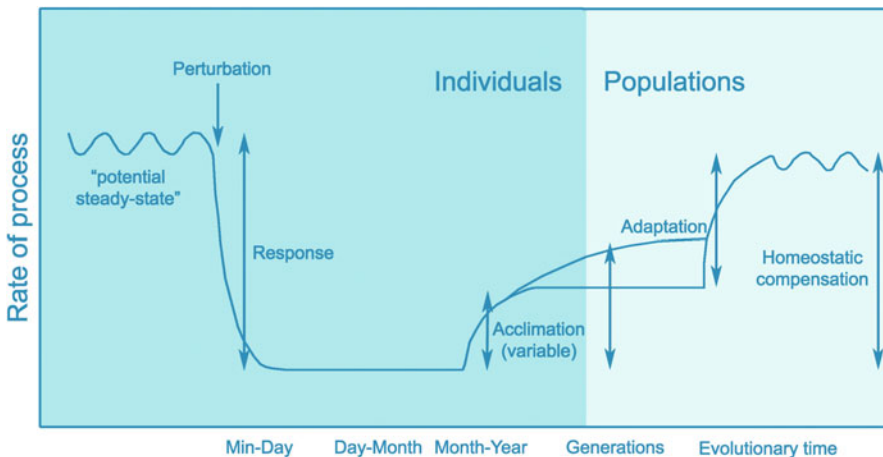 Perturbation
Individuals
Populations
Rate of process
"potential
steady-state"
Response
Adaptation
Homeostatic
compensation
Acclimation
(variable)
Min-Day
Day-Month
Month-Year
Generations
Evolutionary time